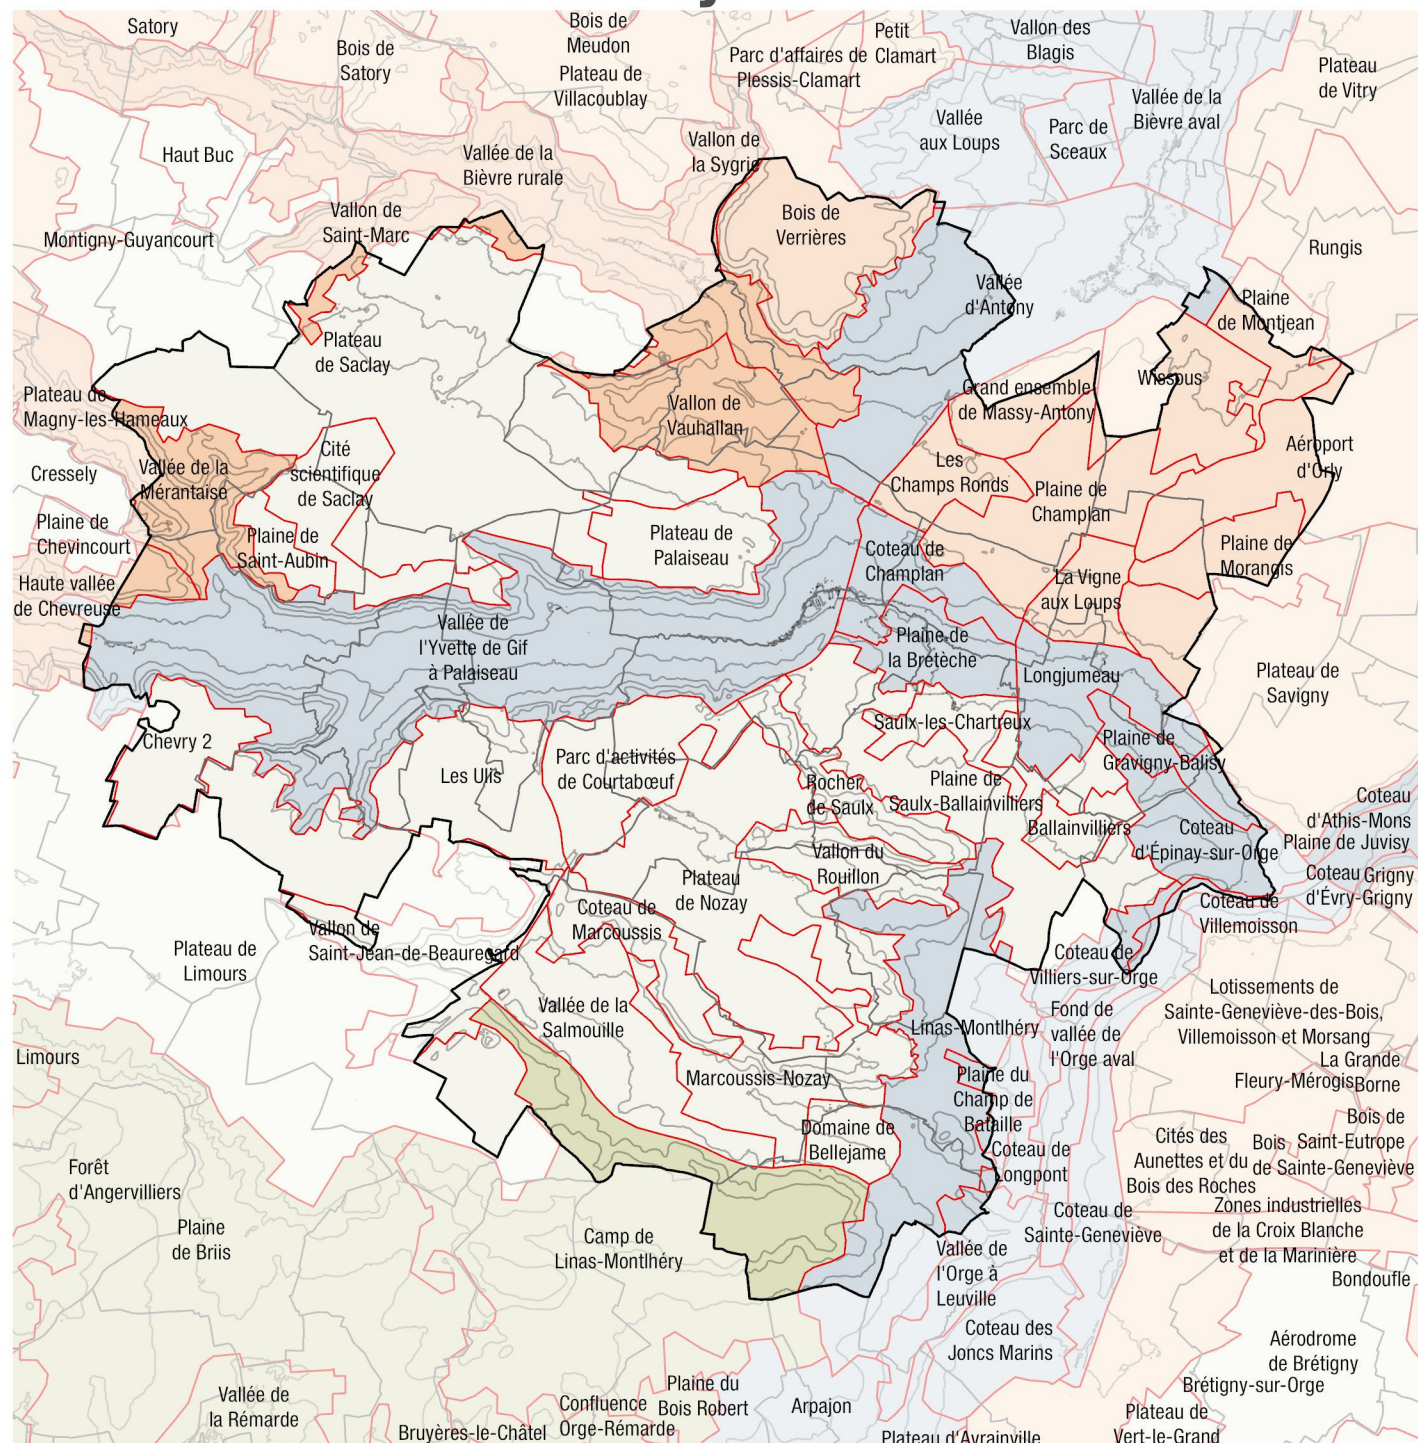 Satory
Bois de
Satory
Bois de
Meudon
Plateau de
Villacoublay
Parc d'affaires de
Plessis-Clamart
Petit
Clamart
Vallon des
Blagis
Plateau
de Vitry
Vallée de la
Bièvre aval
Vallée
aux Loups
Parc de
Sceaux
Haut Buc
Vallée de la
Bièvre rurale
Vallon de
la Sygrie
Vallon de
Saint-Marc
Bois de
Verrières
Montigny-Guyancourt
Rungis
Vallée
d'Antony
Plaine
de Montjean
Plateau
de Saclay
Plateau de
Magny-les-Hameaux
Grand ensemble
de Massy-Antony
Wissous
Vallon de
Vauhallan
Aéroport
d'Orly
Cressely
Vallée de la
Mérantaise
Cité
scientifique
de Saclay
Les
Champs Ronds
Plaine de
Champlan
Plaine de
Chevincourt
Plaine de
Saint-Aubin
Plateau de
Palaiseau
Coteau de
Champlan
Plaine de
Morangis
Haute vallée
de Chevreuse
La Vigne
aux Loups
Vallée de
l'Yvette de Gif
à Palaiseau
Plaine de
la Bretèche
Longjumeau
Plateau de
Savigny
Chevry 2
Saulx-les-Chartreux
Plaine de
Gravigny-Balisy
Les Ulis
Parc d'activités
de Courtabœuf
Rocher
de Saulx
Plaine de
Saulx-Ballainvilliers
Ballainvilliers
Coteau
d'Épinay-sur-Orge
Coteau
d'Athis-Mons
Plaine de Juvisy
Vallon du
Rouillon
Plateau
de Nozay
Coteau
d'Évry-Grigny
Grigny
Coteau de
Marcoussis
Coteau de
Villemoisson
Vallon de
Saint-Jean-de-Beauregard
Plateau de
Limours
Coteau de
Villiers-sur-Orge
Vallée de la
Salmouille
Linas-Montlhéry
Fond de
vallée de
l'Orge aval
Lotissements de
Sainte-Geneviève-des-Bois,
Villemoisson et Morsang
Limours
La Grande
Borne
Fleury-Mérogis
Marcoussis-Nozay
Plaine du
Champ de
Bataille
Domaine de
Bellejame
Coteau de
Longpont
Cités des
Aunettes et du
Bois des Roches
Bois
de Sainte-Geneviève
Bois de
Saint-Eutrope
Forêt
d'Angervilliers
Plaine
de Briis
Camp de
Linas-Montlhéry
Coteau de
Sainte-Geneviève
Zones industrielles
de la Croix Blanche
et de la Marinière
Vallée de
l'Orge à
Leuville
Bondoufle
Coteau des
Joncs Marins
Aérodrome
de Brétigny
Brétigny-sur-Orge
Vallée de
la Rémarde
Bruyères-le-Châtel
Confluence
Orge-Rémarde
Plaine du
Bois Robert
Arpajon
Plateau d'Avrainville
Plateau de
Vert-le-Grand